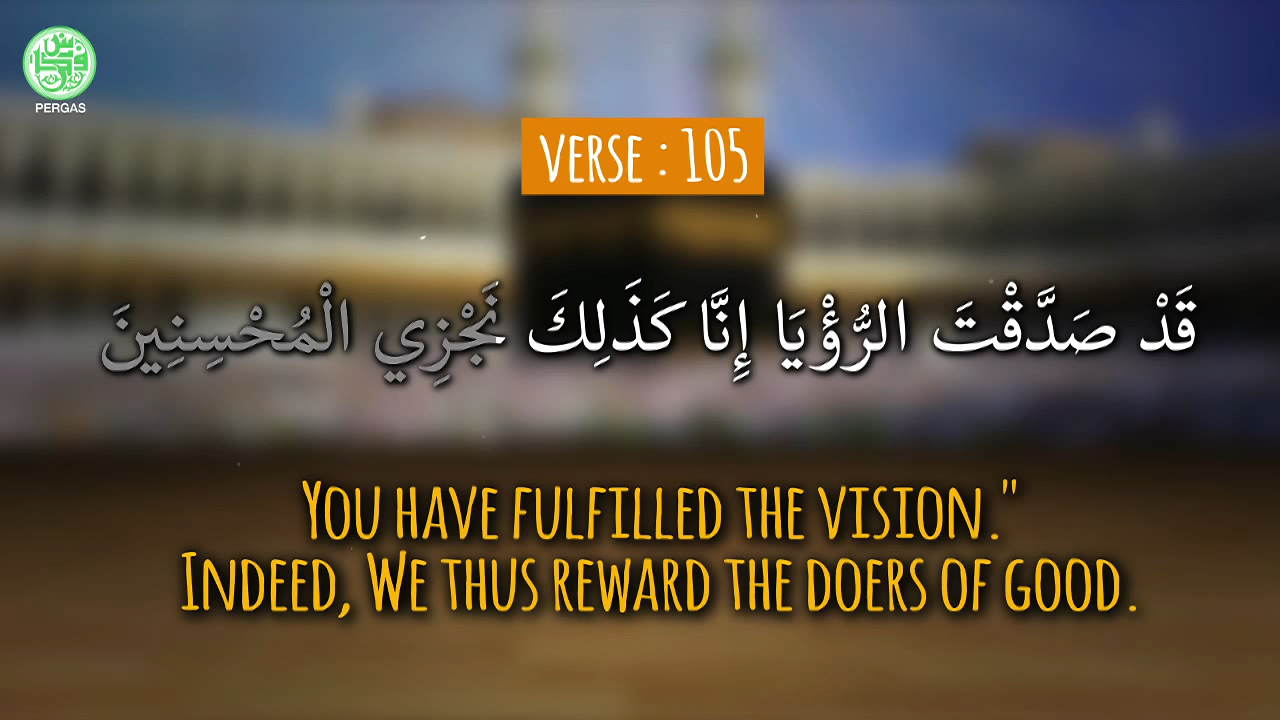 PERGAS
VERSE : 105
قَدْ صَدَّقْتَ الرُّؤْيَا إِنَّا كَذَلِكَ نَجْزِي الْمُحْسِنِينَ
You have fulfilled the vision."
Indeed, We thus reward the doers of good.